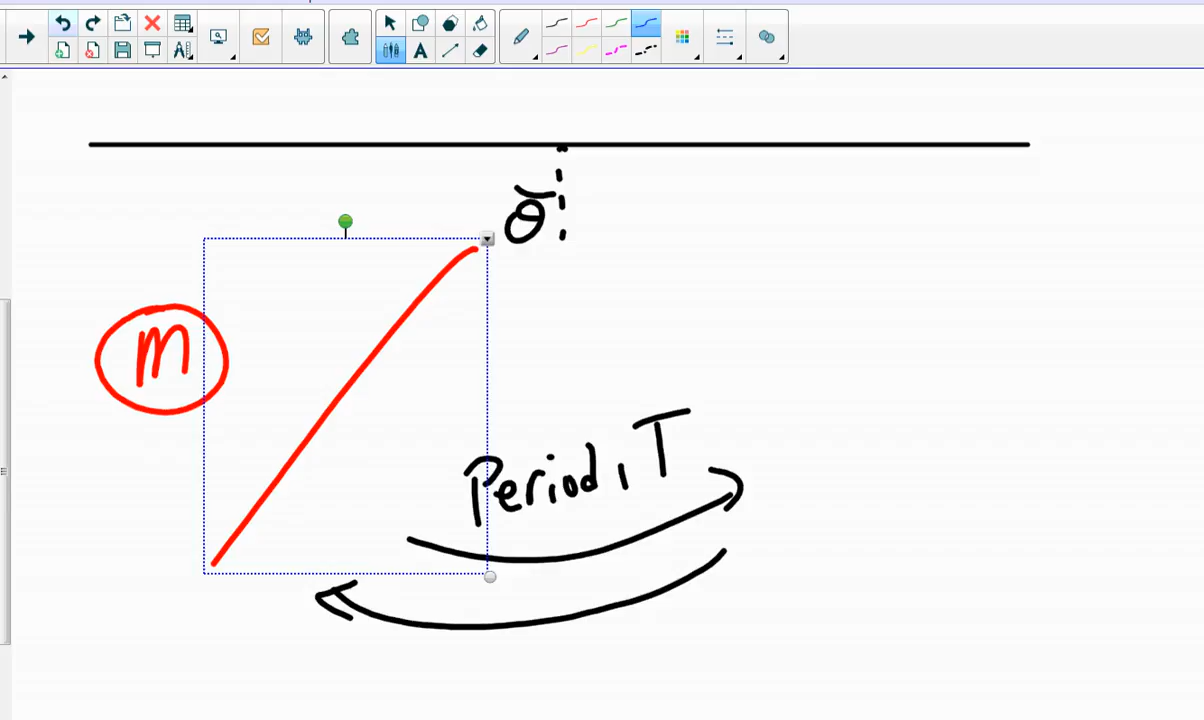 θ
m
Period, T